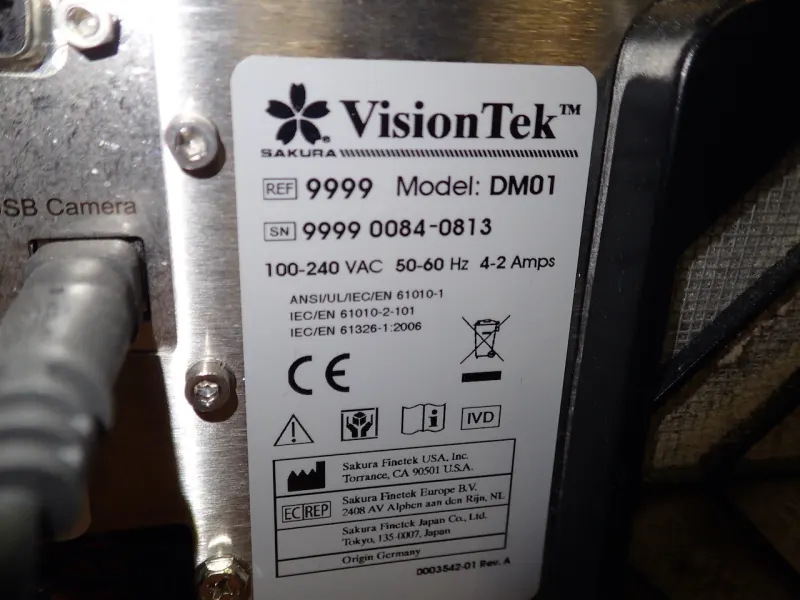 VisionTek™
SAKURA®
REF 9999 Model: DM01
SN 9999 0084-0813
100-240 VAC 50-60 Hz 4-2 Amps
ANSI/UL/IEC/EN 61010-1
IEC/EN 61010-2-101
IEC/EN 61326-1:2006
CE
IVD
Sakura Finetek USA, Inc.
Torrance, CA 90501 U.S.A.
EC REP
Sakura Finetek Europe B.V.
2408 AV Alphen aan den Rijn, NL
Sakura Finetek Japan Co., Ltd.
Tokyo, 135-0007, Japan
Origin Germany
0003542-01 Rev. A
SB Camera